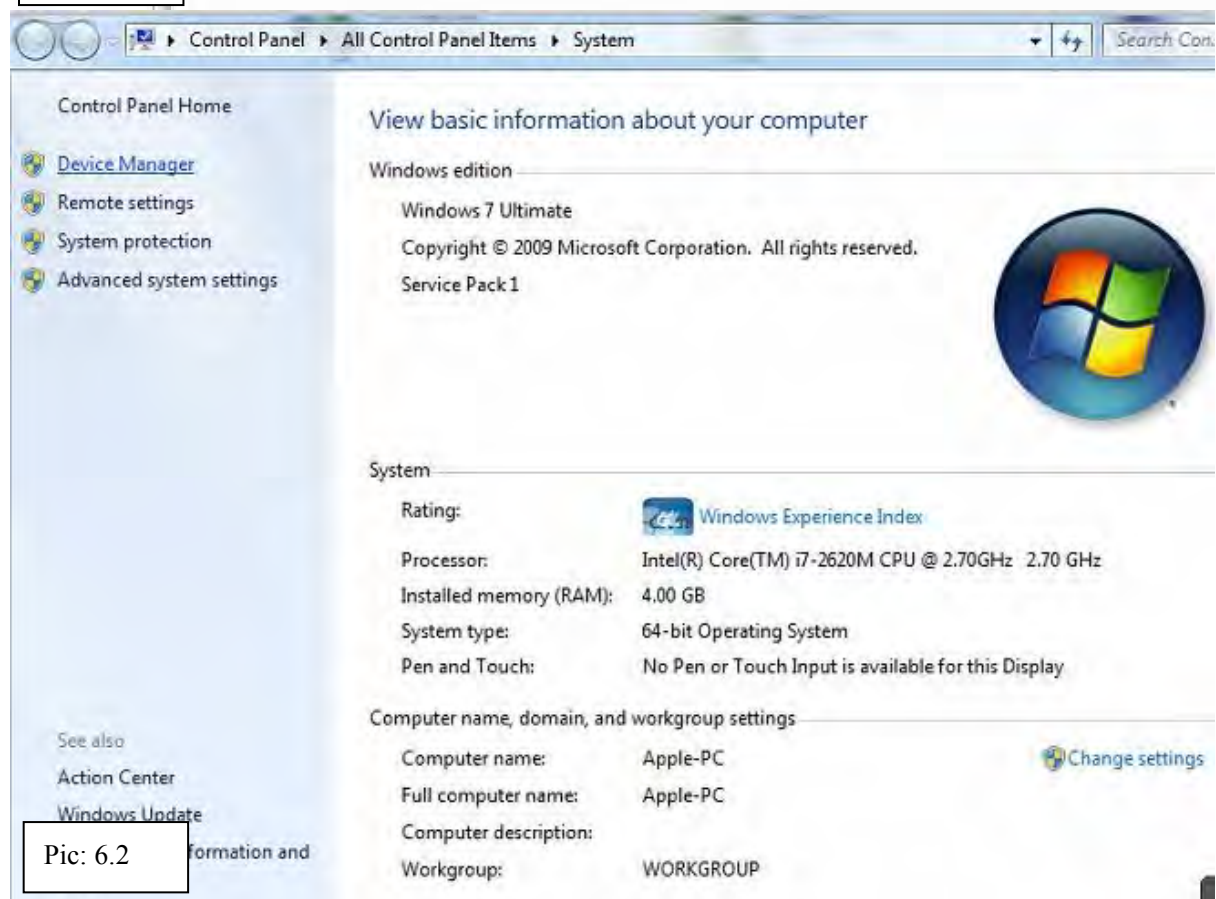 Control Panel ▸ All Control Panel Items ▸ System
Search Con
Control Panel Home
Device Manager
Remote settings
System protection
Advanced system settings
See also
Action Center
Windows Update
formation and
Pic: 6.2
View basic information about your computer
Windows edition
Windows 7 Ultimate
Copyright © 2009 Microsoft Corporation. All rights reserved.
Service Pack 1
System
Rating: Windows Experience Index
Processor: Intel(R) Core(TM) i7-2620M CPU @ 2.70GHz 2.70 GHz
Installed memory (RAM): 4.00 GB
System type: 64-bit Operating System
Pen and Touch: No Pen or Touch Input is available for this Display
Computer name, domain, and workgroup settings
Computer name: Apple-PC Change settings
Full computer name: Apple-PC
Computer description:
Workgroup: WORKGROUP